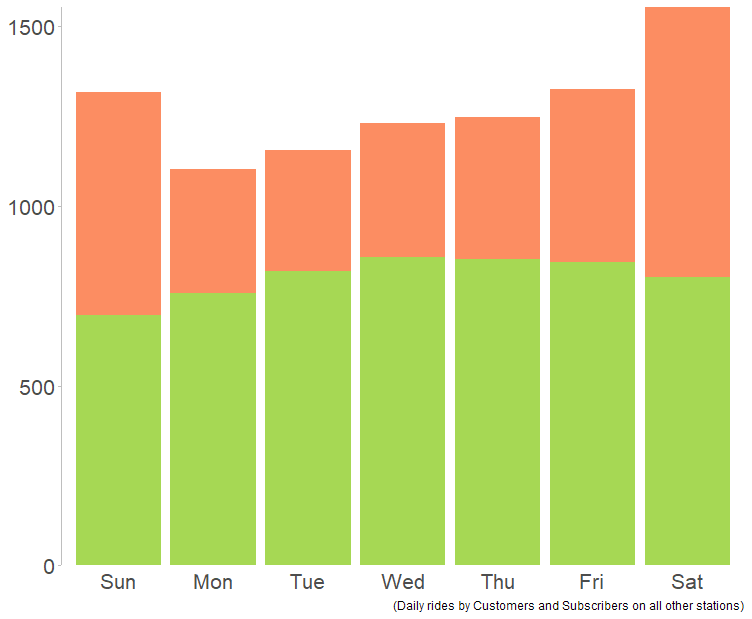 1500
1000
500
0
Sun Mon Tue Wed Thu Fri Sat
(Daily rides by Customers and Subscribers on all other stations)